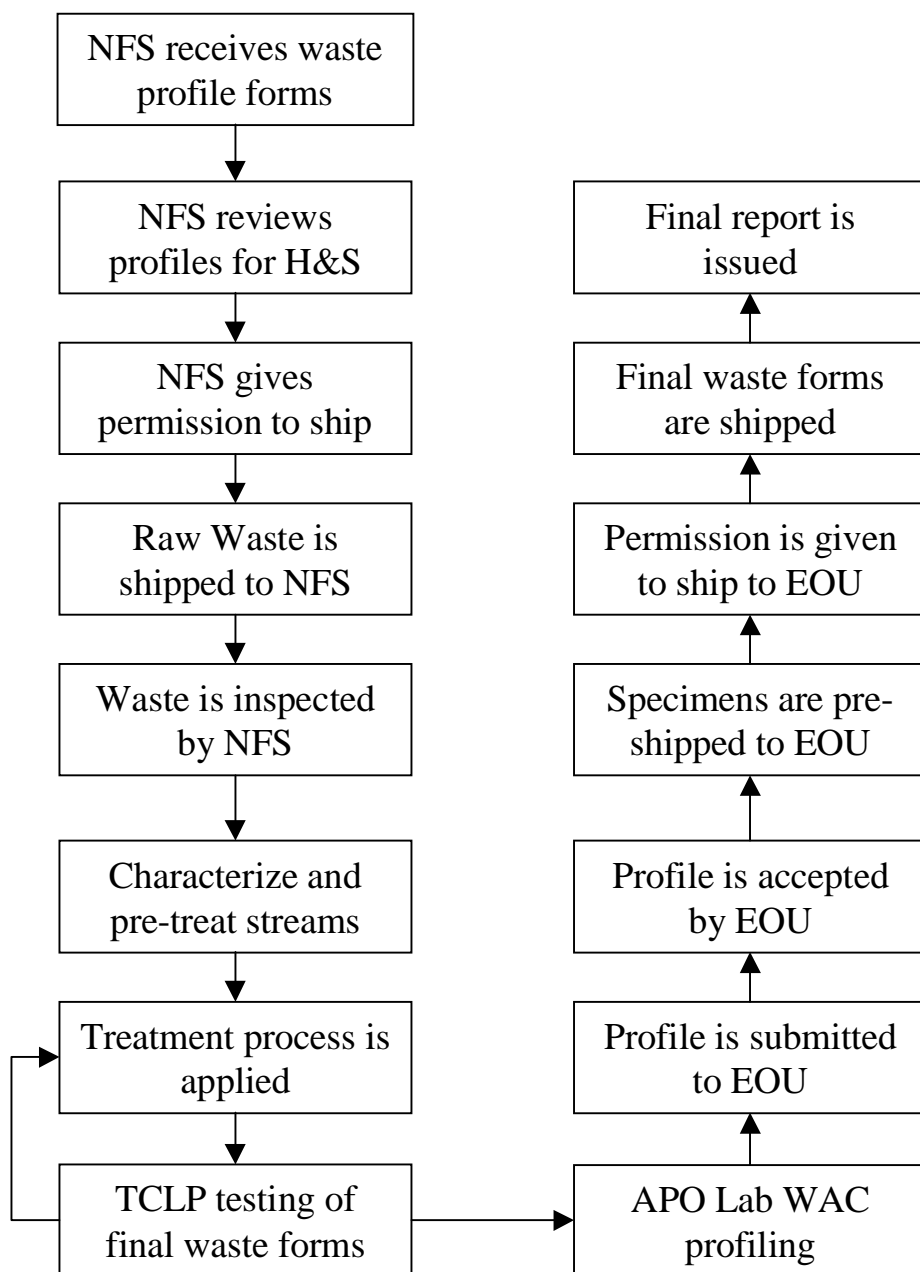 NFS receives waste
profile forms
NFS reviews
profiles for H&S
NFS gives
permission to ship
Raw Waste is
shipped to NFS
Waste is inspected
by NFS
Characterize and
pre-treat streams
Treatment process is
applied
TCLP testing of
final waste forms
APO Lab WAC
profiling
Profile is submitted
to EOU
Profile is accepted
by EOU
Specimens are pre-
shipped to EOU
Permission is given
to ship to EOU
Final waste forms
are shipped
Final report is
issued